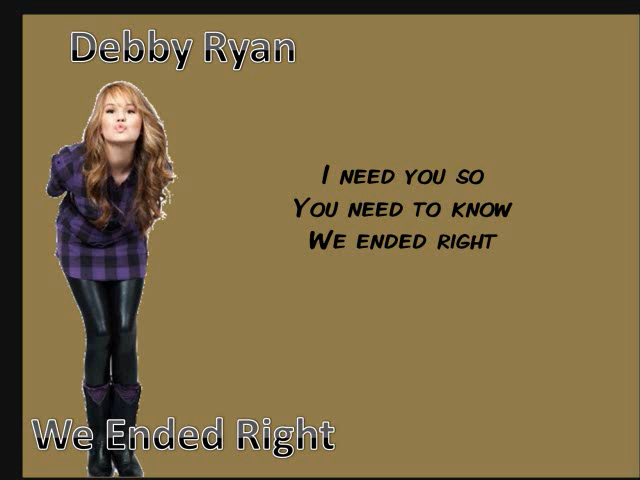 Debby Ryan
I need you so
You need to know
We ended right
We Ended Right